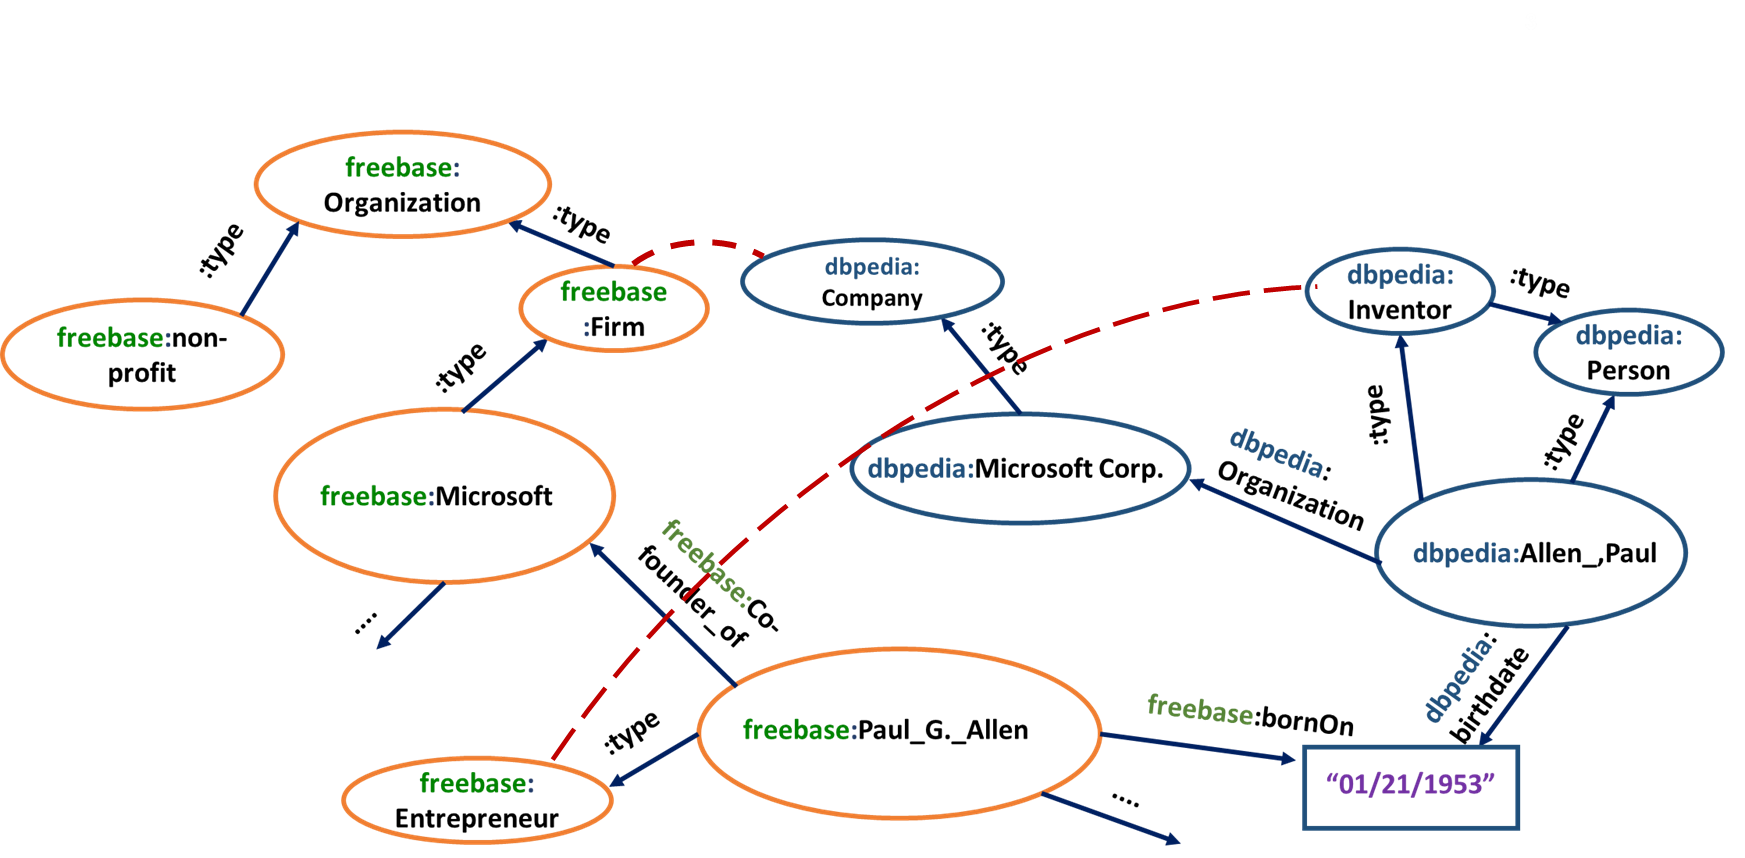 freebase:
Organization
:type
:type
dbpedia:
Company
dbpedia:
Inventor
:type
freebase
:Firm
freebase:non-
profit
dbpedia:
Person
:type
:type
:type
:type
dbpedia:
Organization
dbpedia:Microsoft Corp.
freebase:Microsoft
dbpedia:Allen_,Paul
freebase:Co-
founder_of
....
dbpedia:
birthdate
freebase:bornOn
:type
freebase:Paul_G._Allen
“01/21/1953”
freebase:
Entrepreneur
....